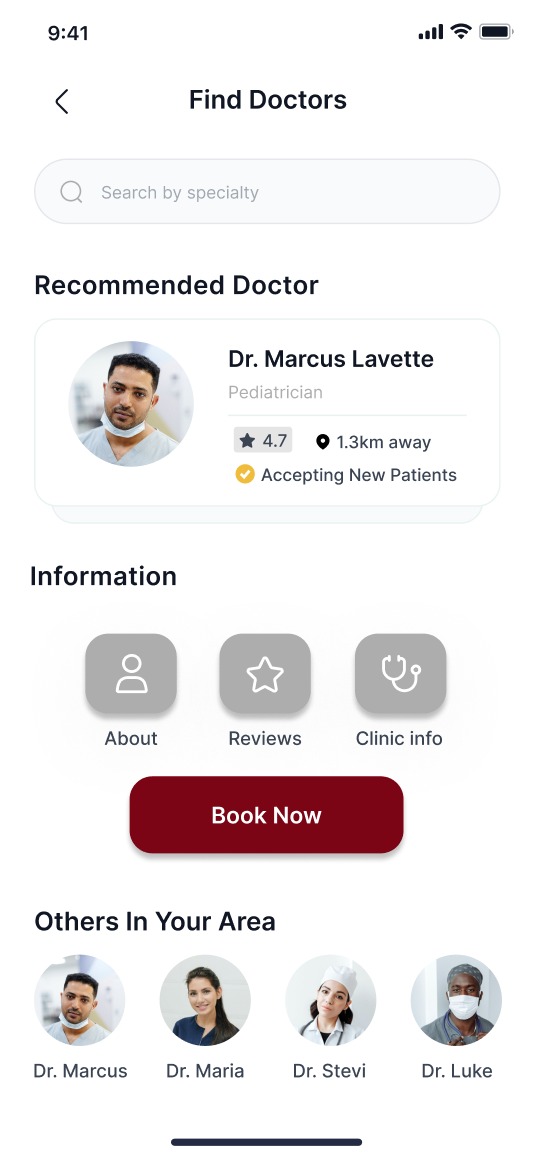 9:41
Find Doctors
Search by specialty
Recommended Doctor
Dr. Marcus Lavette
Pediatrician
4.7 1.3km away
Accepting New Patients
Information
About Reviews Clinic info
Book Now
Others In Your Area
Dr. Marcus Dr. Maria Dr. Stevi Dr. Luke